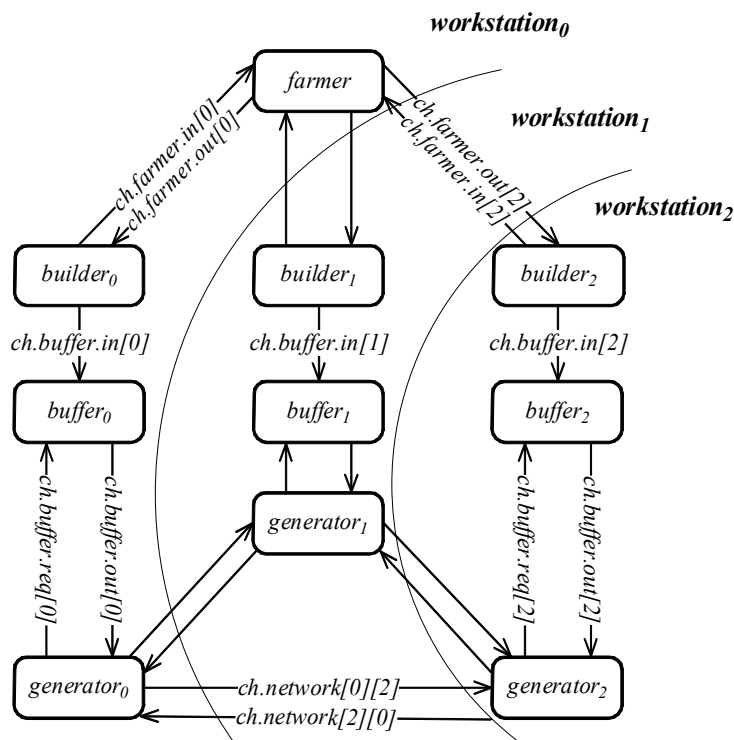 workstation0
farmer
ch.farmer.in[0]
ch.farmer.out[0]
ch.farmer.out[2]
ch.farmer.in[2]
workstation1
workstation2
builder0
builder1
builder2
ch.buffer.in[0]
ch.buffer.in[1]
ch.buffer.in[2]
buffer0
buffer1
buffer2
ch.buffer.req[0]
ch.buffer.out[0]
generator1
ch.buffer.req[2]
ch.buffer.out[2]
generator0
ch.network[0][2]
ch.network[2][0]
generator2